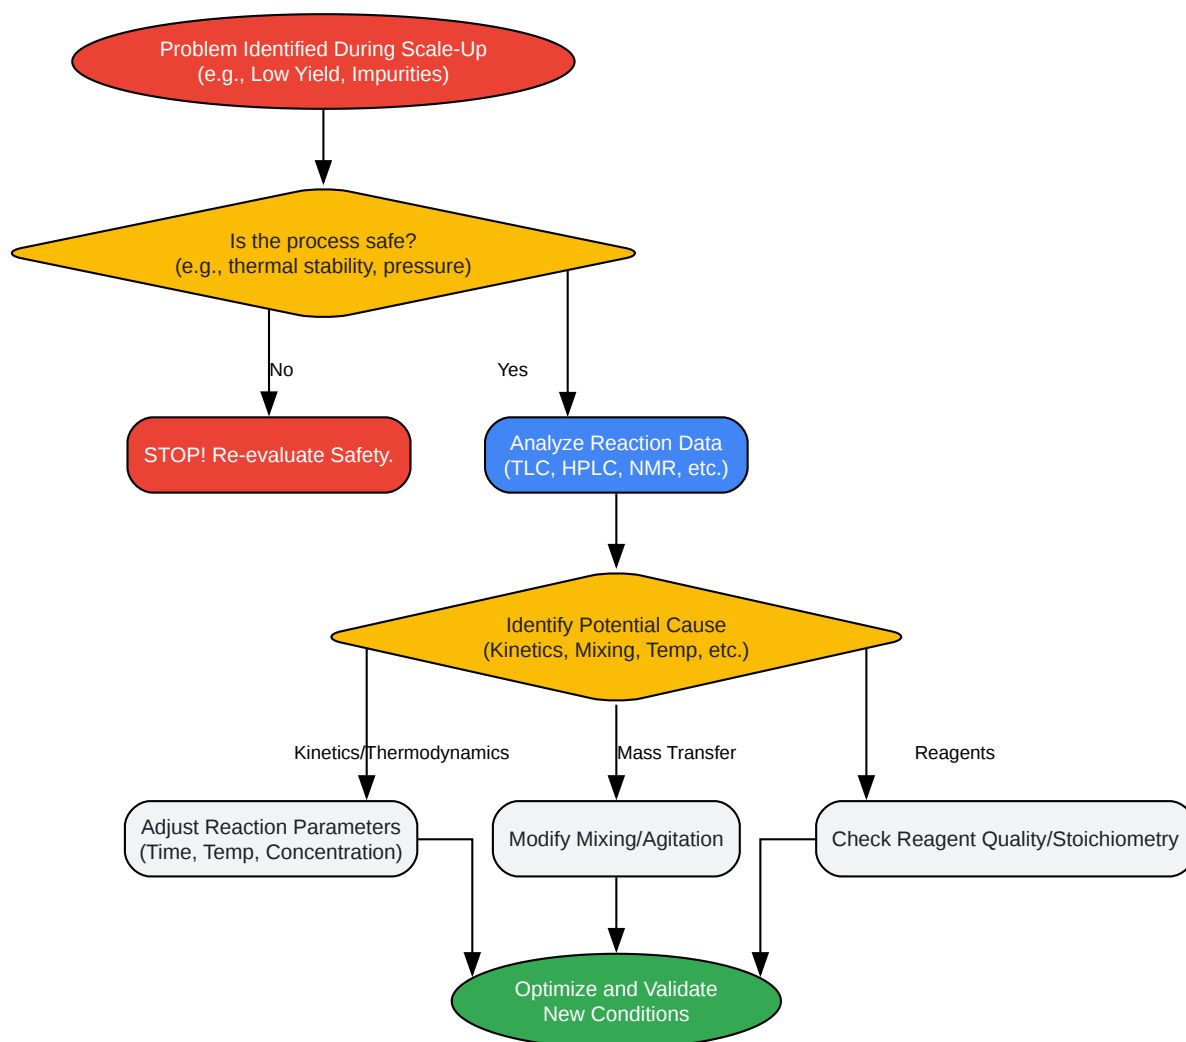 Problem Identified During Scale-Up
(e.g., Low Yield, Impurities)
Is the process safe?
(e.g., thermal stability, pressure)
No
Yes
STOP! Re-evaluate Safety.
Analyze Reaction Data
(TLC, HPLC, NMR, etc.)
Identify Potential Cause
(Kinetics, Mixing, Temp, etc.)
Kinetics/Thermodynamics
Mass Transfer
Reagents
Adjust Reaction Parameters
(Time, Temp, Concentration)
Modify Mixing/Agitation
Check Reagent Quality/Stoichiometry
Optimize and Validate
New Conditions